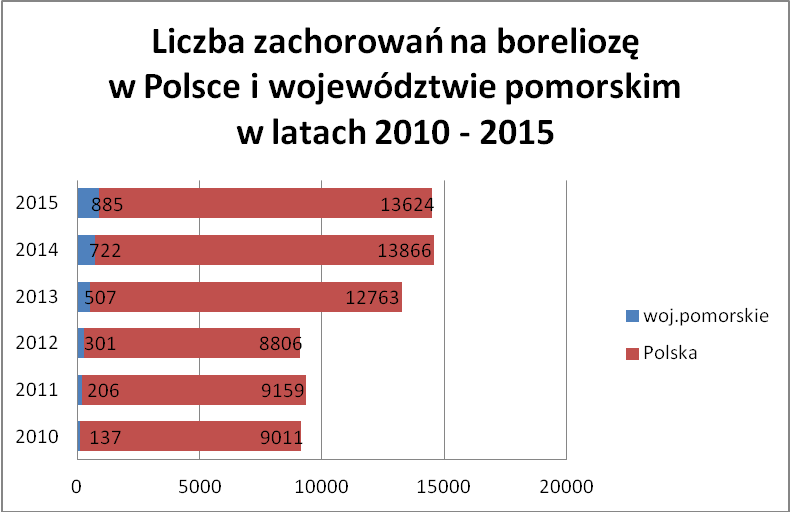 Liczba zachorowań na boreliozę
w Polsce i województwie pomorskim
w latach 2010 - 2015
2015 885 13624
2014 722 13866
2013 507 12763
2012 301 8806
2011 206 9159
2010 137 9011
0 5000 10000 15000 20000
woj.pomorskie
Polska